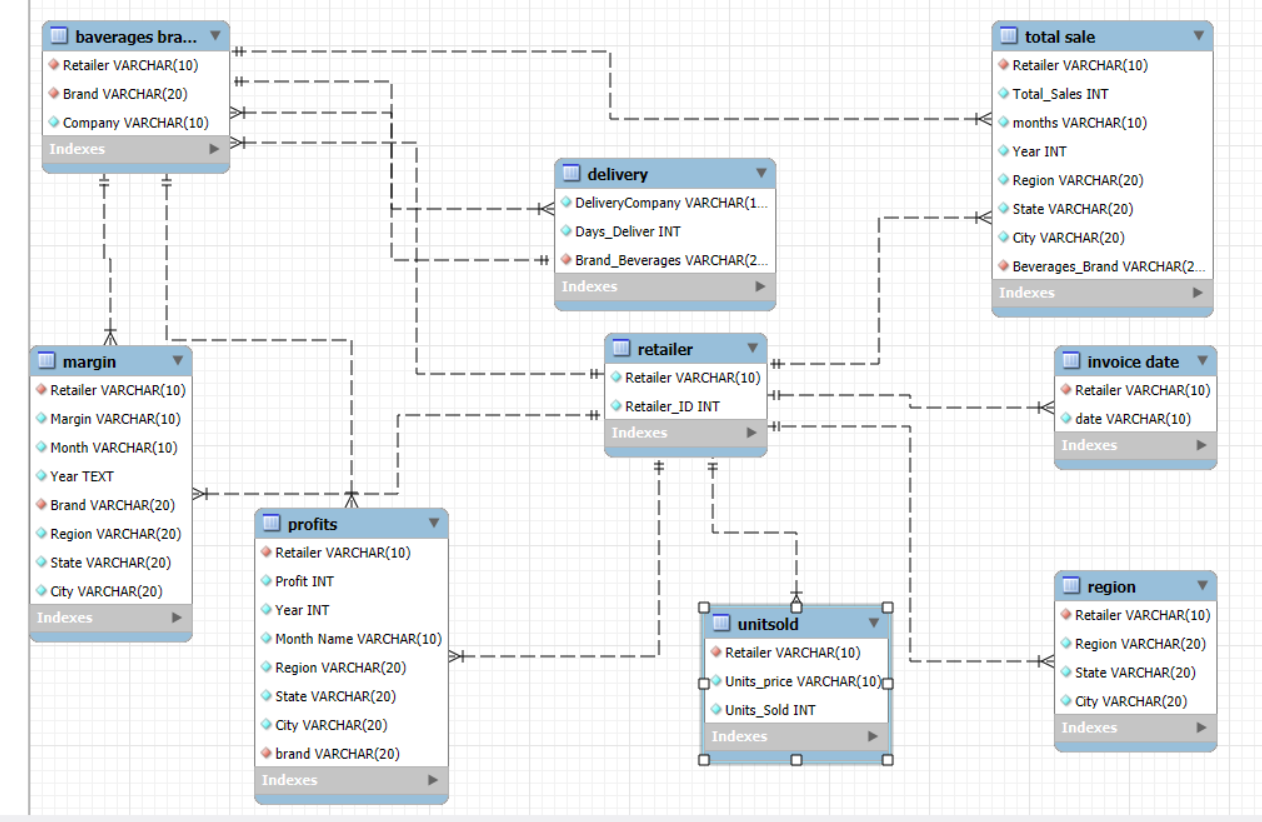 baverages bra...
Retailer VARCHAR(10)
Brand VARCHAR(20)
Company VARCHAR(10)
Indexes
total sale
Retailer VARCHAR(10)
Total_Sales INT
months VARCHAR(10)
Year INT
Region VARCHAR(20)
State VARCHAR(20)
City VARCHAR(20)
Beverages_Brand VARCHAR(2...
Indexes
delivery
DeliveryCompany VARCHAR(1...
Days_Deliver INT
Brand_Beverages VARCHAR(2...
Indexes
retailer
Retailer VARCHAR(10)
Retailer_ID INT
Indexes
margin
Retailer VARCHAR(10)
Margin VARCHAR(10)
Month VARCHAR(10)
Year TEXT
Brand VARCHAR(20)
Region VARCHAR(20)
State VARCHAR(20)
City VARCHAR(20)
Indexes
invoice date
Retailer VARCHAR(10)
date VARCHAR(10)
Indexes
profits
Retailer VARCHAR(10)
Profit INT
Year INT
Month Name VARCHAR(10)
Region VARCHAR(20)
State VARCHAR(20)
City VARCHAR(20)
brand VARCHAR(20)
Indexes
unitsold
Retailer VARCHAR(10)
Units_price VARCHAR(10)
Units_Sold INT
Indexes
region
Retailer VARCHAR(10)
Region VARCHAR(20)
State VARCHAR(20)
City VARCHAR(20)
Indexes